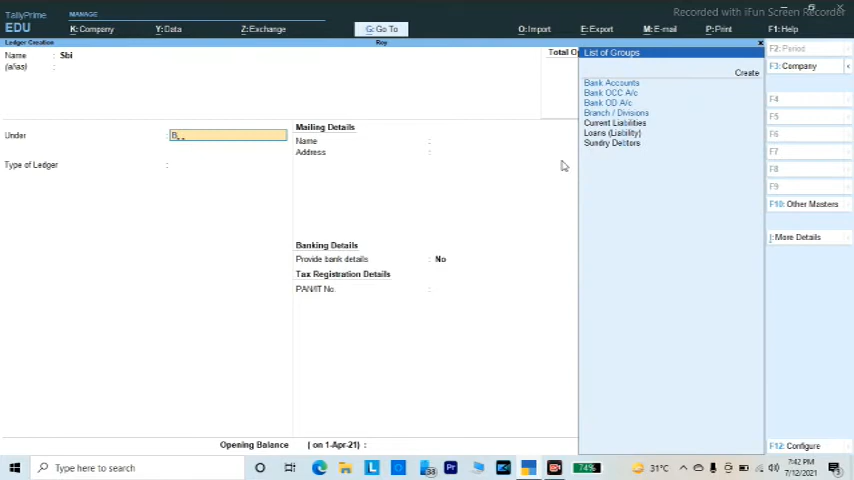 Recorded with iFun Screen Recorder
TallyPrime
EDU
MANAGE
K: Company
Y: Data
Z: Exchange
G: Go To
O: Import
E: Export
M: E-mail
P: Print
F1: Help
Ledger Creation
Roy
Name : Sbi
(alias) :
Total Op
List of Groups
Create
Bank Accounts
Bank OCC A/c
Bank OD A/c
Branch / Divisions
Current Liabilities
Loans (Liability)
Sundry Debtors
Under : B
Type of Ledger :
Mailing Details
Name :
Address :
Banking Details
Provide bank details : No
Tax Registration Details
PAN/IT No. :
Opening Balance ( on 1-Apr-21) :
F2: Period
F3: Company
F4
F5
F6
F7
F8
F9
F10: Other Masters
I: More Details
F12: Configure
Type here to search
33
74%
31°C
7:42 PM
7/12/2021